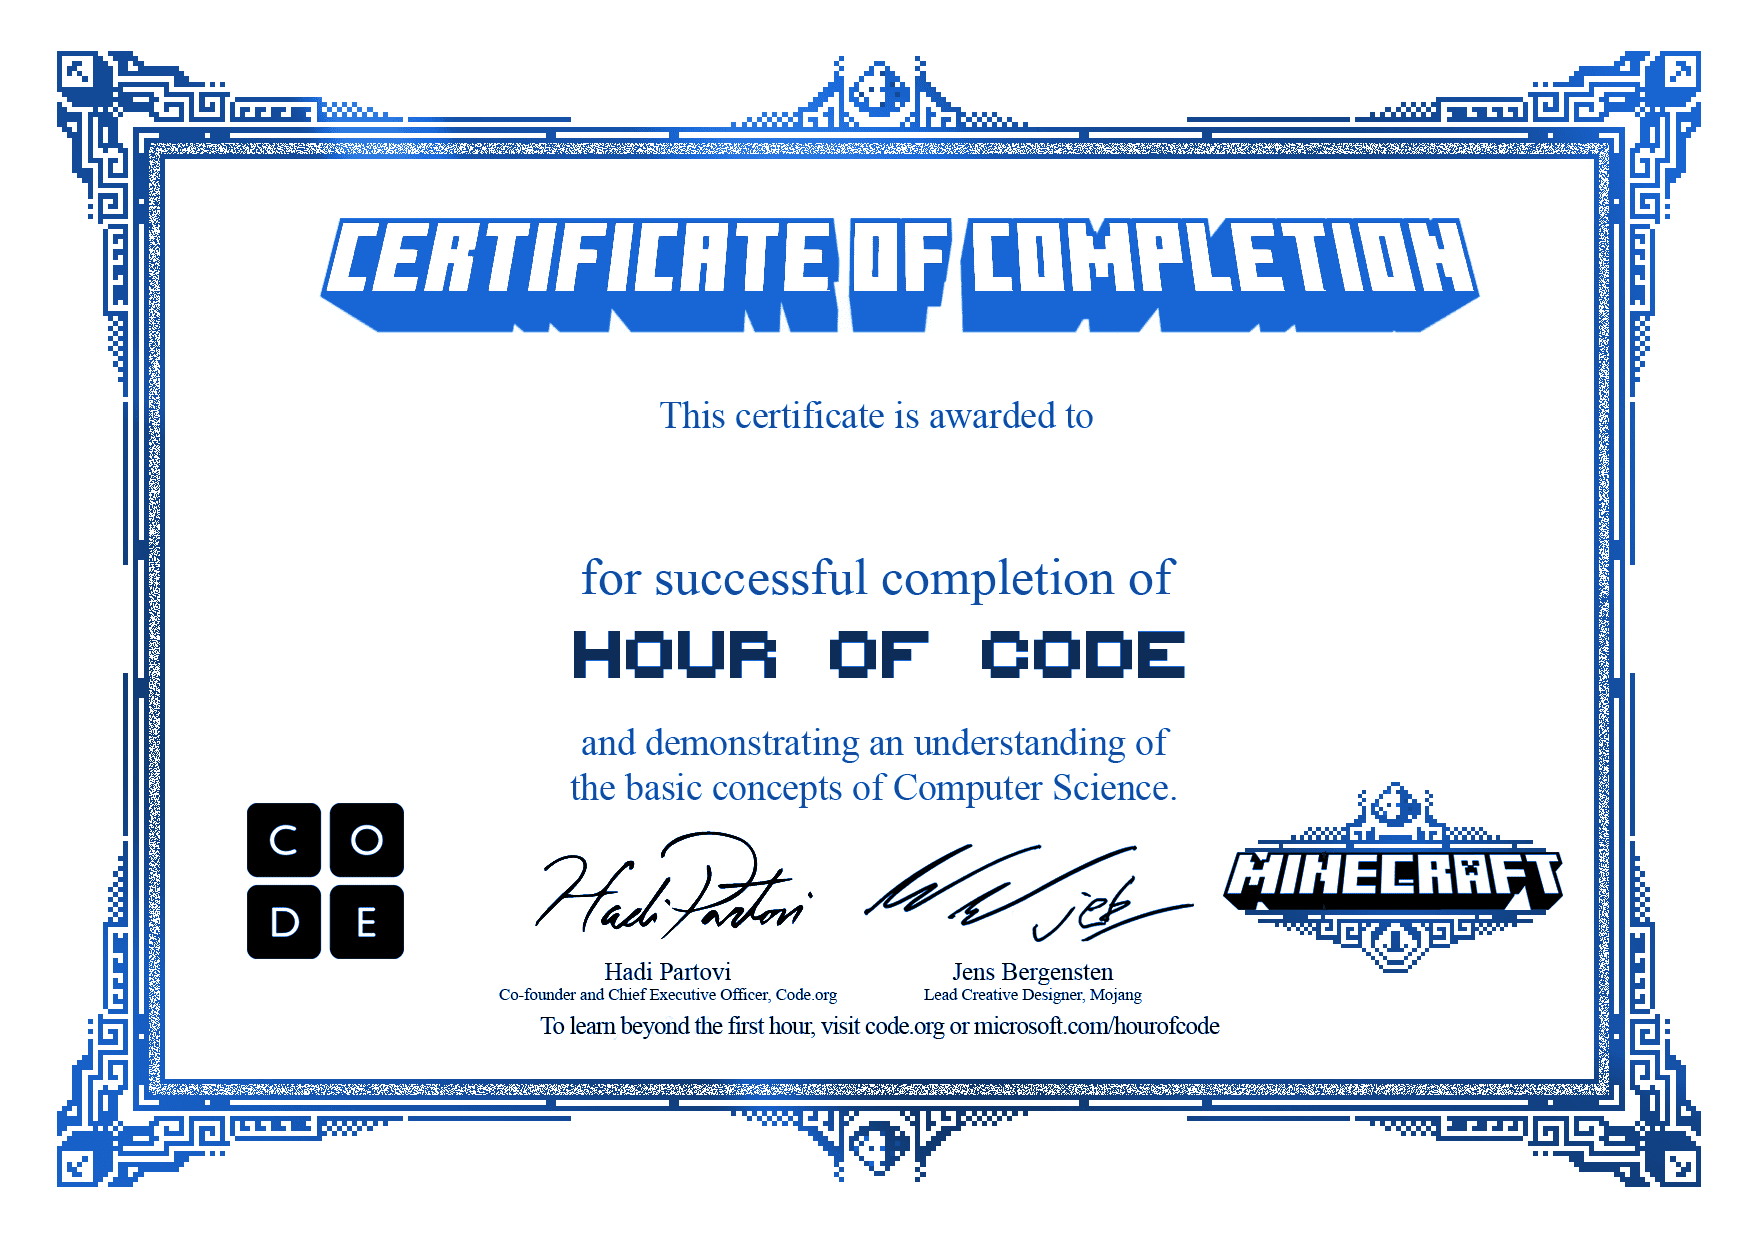 CERTIFICATE OF COMPLETION
This certificate is awarded to
for successful completion of
HOUR OF CODE
and demonstrating an understanding of
the basic concepts of Computer Science.
C O
D E
Hadi Partovi
jeb
MINECRAFT
Hadi Partovi
Co-founder and Chief Executive Officer, Code.org
Jens Bergensten
Lead Creative Designer, Mojang
To learn beyond the first hour, visit code.org or microsoft.com/hourofcode